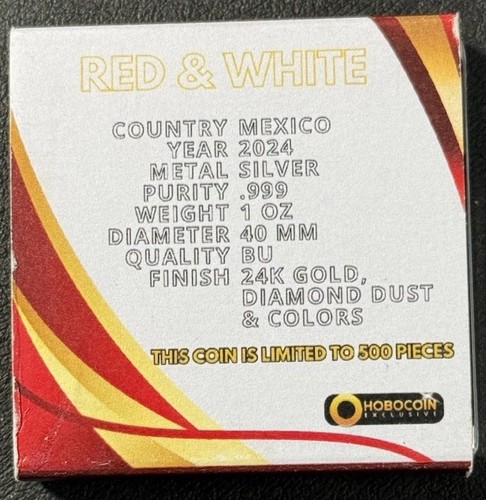 RED & WHITE
COUNTRY MEXICO
YEAR 2024
METAL SILVER
PURITY .999
WEIGHT 1 OZ
DIAMETER 40 MM
QUALITY BU
FINISH 24K GOLD,
DIAMOND DUST
& COLORS
THIS COIN IS LIMITED TO 500 PIECES
HOBOCOIN
EXCLUSIVE